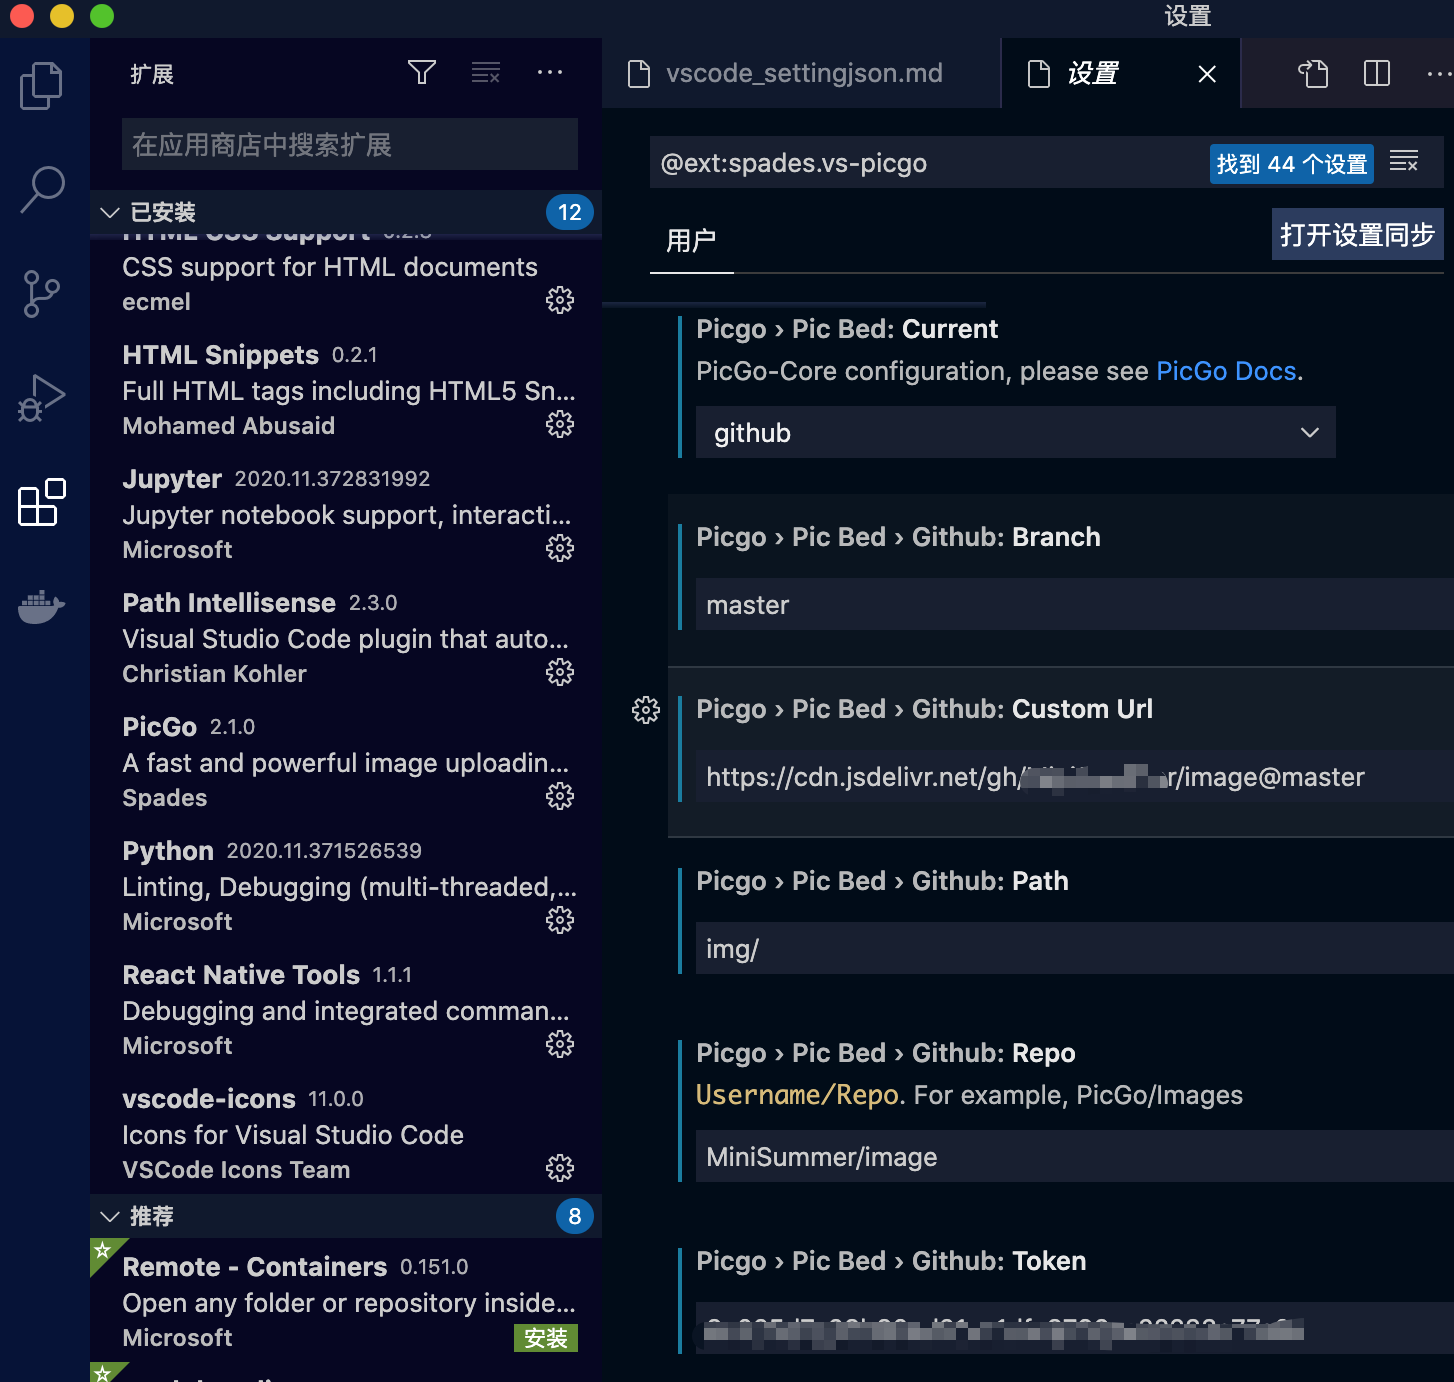 设置
扩展
在应用商店中搜索扩展
已安装
12
HTML CSS Support 0.2.3
CSS support for HTML documents
ecmel
HTML Snippets 0.2.1
Full HTML tags including HTML5 Sn...
Mohamed Abusaid
Jupyter 2020.11.372831992
Jupyter notebook support, interacti...
Microsoft
Path Intellisense 2.3.0
Visual Studio Code plugin that auto...
Christian Kohler
PicGo 2.1.0
A fast and powerful image uploadin...
Spades
Python 2020.11.371526539
Linting, Debugging (multi-threaded,...
Microsoft
React Native Tools 1.1.1
Debugging and integrated comman...
Microsoft
vscode-icons 11.0.0
Icons for Visual Studio Code
VSCode Icons Team
推荐
8
Remote - Containers 0.151.0
Open any folder or repository inside...
Microsoft
安装
vscode_settingjson.md
设置
@ext:spades.vs-picgo
找到 44 个设置
用户
打开设置同步
Picgo › Pic Bed: Current
PicGo-Core configuration, please see PicGo Docs.
github
Picgo › Pic Bed › Github: Branch
master
Picgo › Pic Bed › Github: Custom Url
https://cdn.jsdelivr.net/gh/ r/image@master
Picgo › Pic Bed › Github: Path
img/
Picgo › Pic Bed › Github: Repo
Username/Repo. For example, PicGo/Images
MiniSummer/image
Picgo › Pic Bed › Github: Token